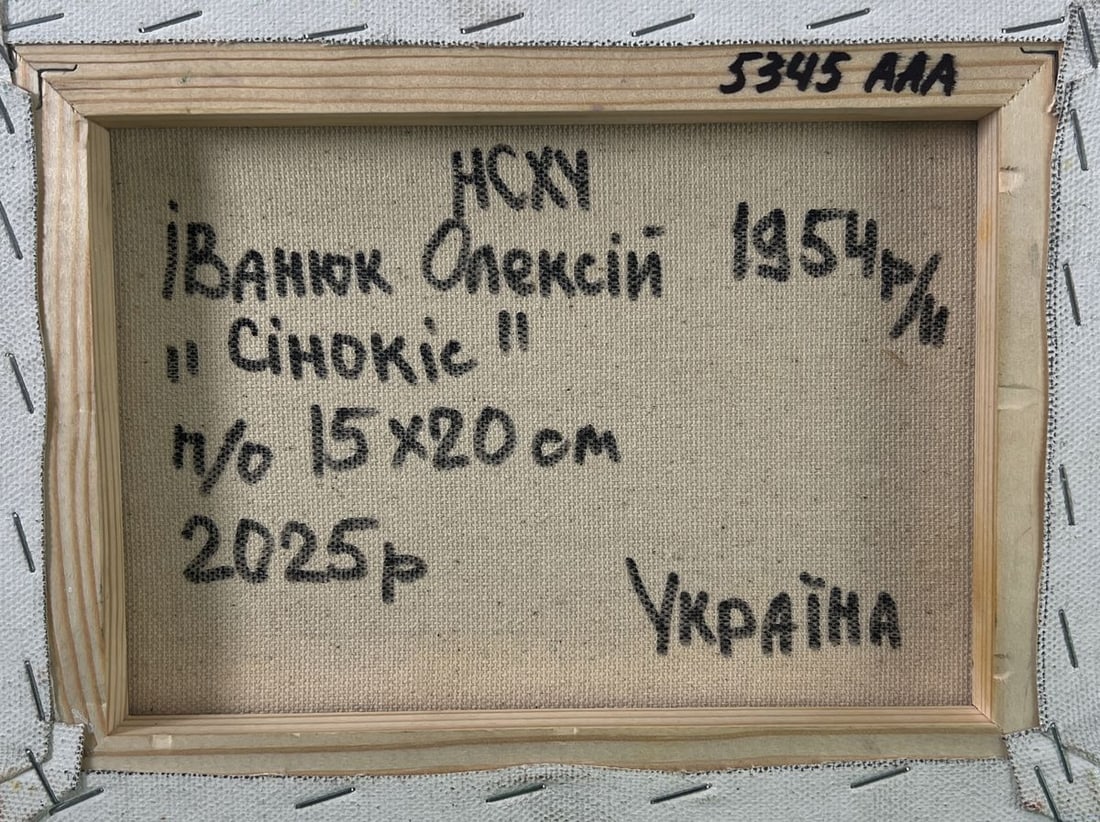 5345 AAA
НСХУ
Іванюк Олексій 1954р/н
"Сінокіс"
п/о 15х20 см
2025р
Україна